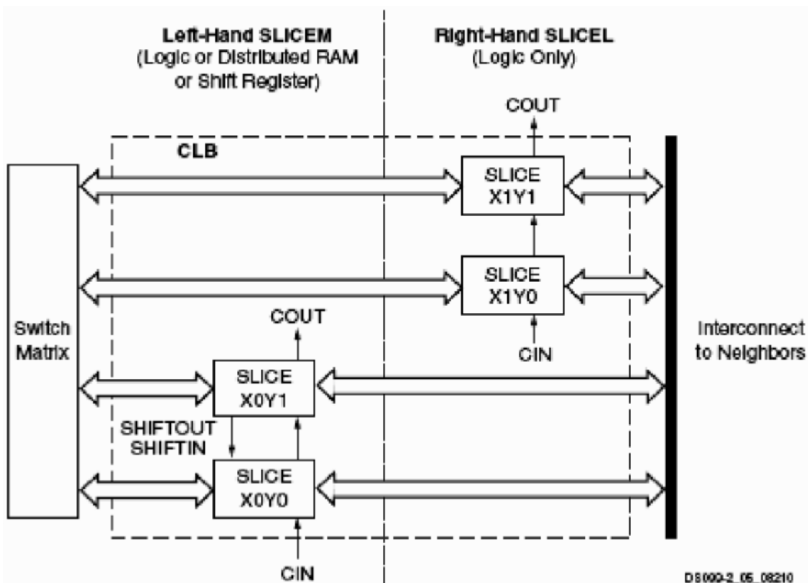 Left-Hand SLICEM
(Logic or Distributed RAM
or Shift Register)
Right-Hand SLICEL
(Logic Only)
COUT
CLB
SLICE
X1Y1
SLICE
X1Y0
Switch
Matrix
COUT
CIN
Interconnect
to Neighbors
SLICE
X0Y1
SHIFTOUT
SHIFTIN
SLICE
X0Y0
CIN
DS099-2_05_08210